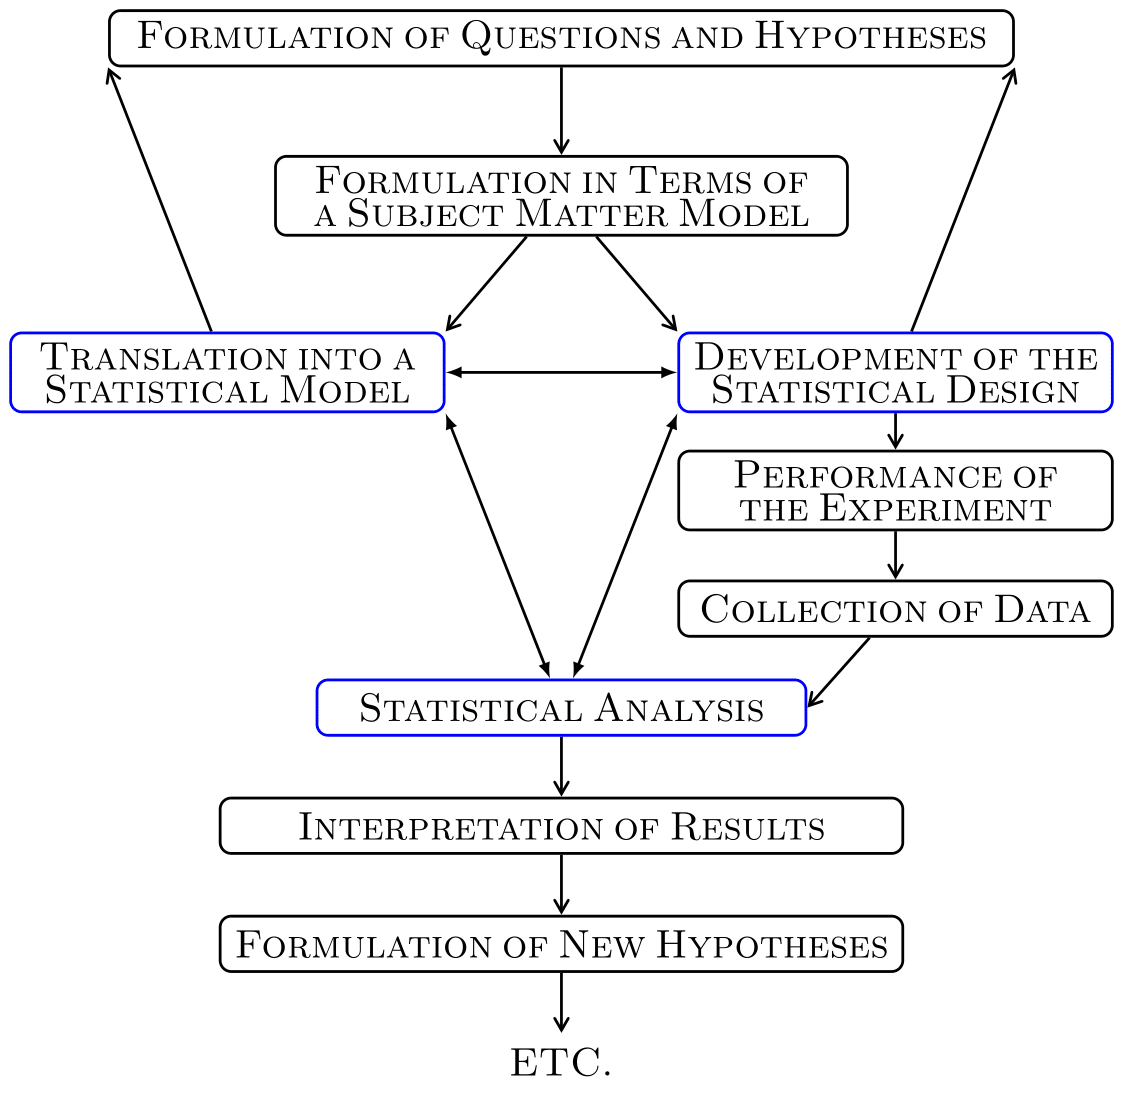 Formulation of Questions and Hypotheses
Formulation in Terms of
a Subject Matter Model
Translation into a
Statistical Model
Development of the
Statistical Design
Performance of
the Experiment
Collection of Data
Statistical Analysis
Interpretation of Results
Formulation of New Hypotheses
ETC.